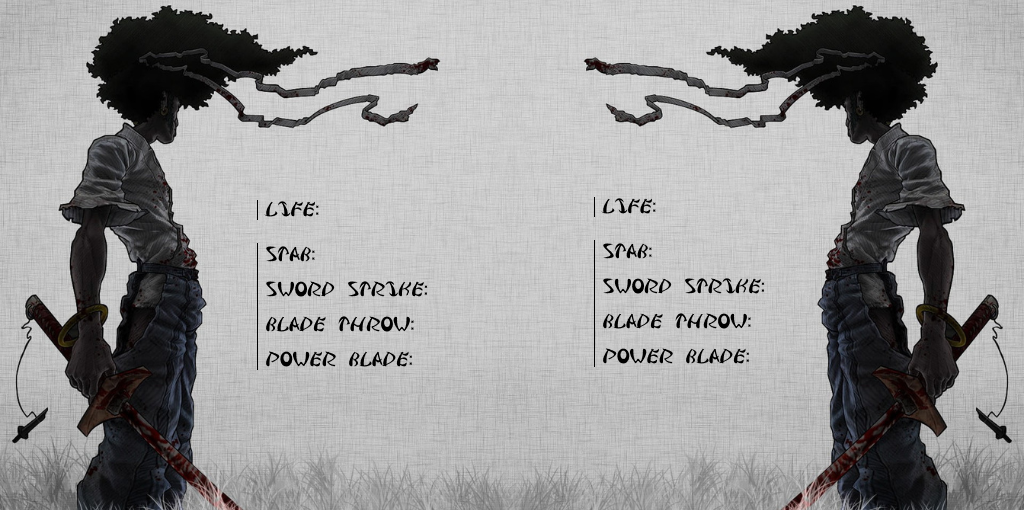 LIFE:
STAB:
SWORD STRIKE:
BLADE THROW:
POWER BLADE:
LIFE:
STAB:
SWORD STRIKE:
BLADE THROW:
POWER BLADE: